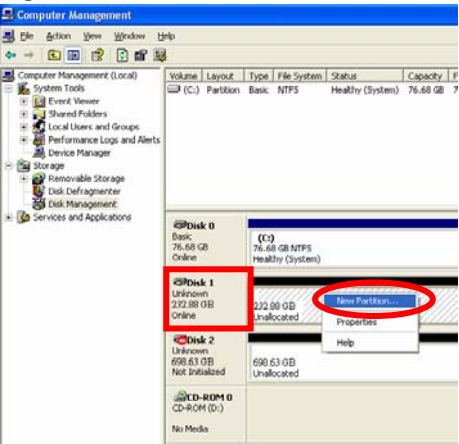 Computer Management
File Action View Window Help
Computer Management (Local)
System Tools
Event Viewer
Shared Folders
Local Users and Groups
Performance Logs and Alerts
Device Manager
Storage
Removable Storage
Disk Defragmenter
Disk Management
Services and Applications
Volume Layout Type File System Status Capacity F
(C:) Partition Basic NTFS Healthy (System) 76.68 GB 7
Disk 0
Basic
76.68 GB
Online
(C:)
76.68 GB NTFS
Healthy (System)
Disk 1
Unknown
232.88 GB
Online
232.88 GB
Unallocated
New Partition...
Properties
Help
Disk 2
Unknown
698.63 GB
Not Initialized
698.63 GB
Unallocated
CD-ROM 0
CD-ROM (D:)
No Media